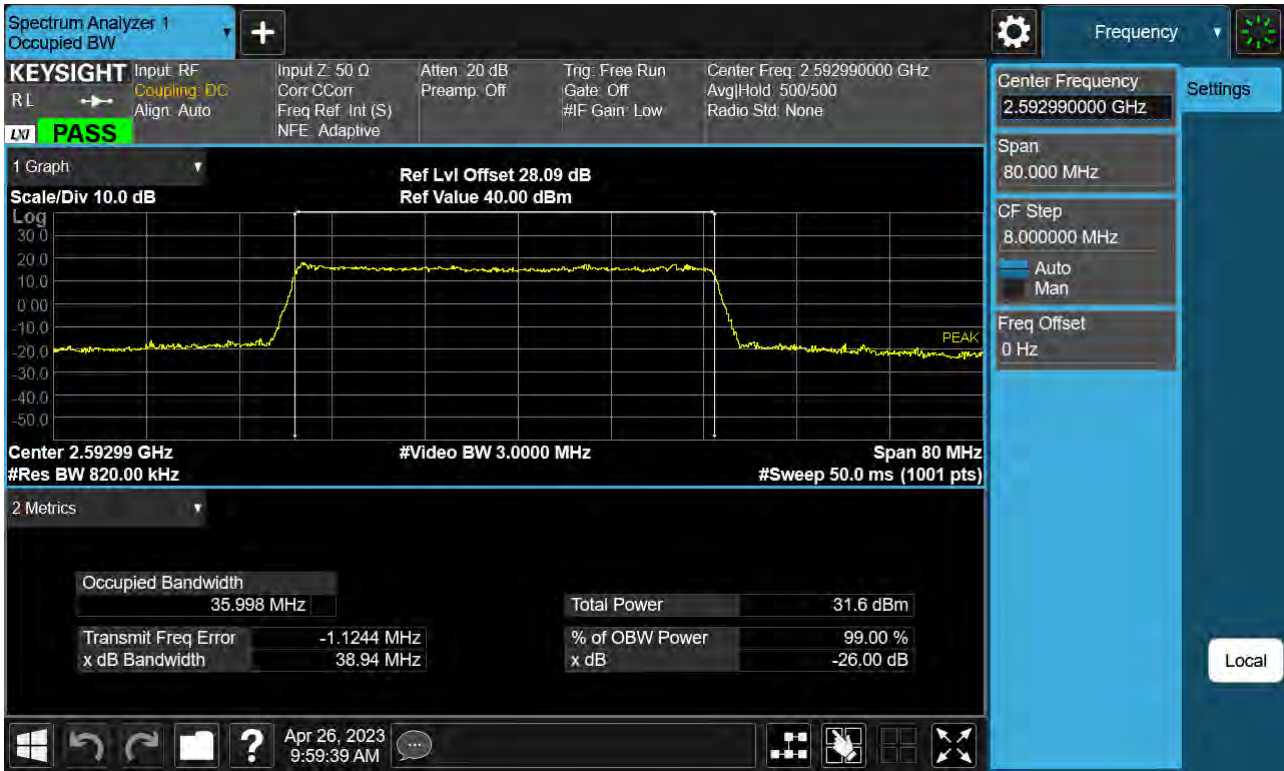 Spectrum Analyzer 1
Occupied BW
+
Frequency
KEYSIGHT
RL
LXI PASS
Input: RF
Coupling: DC
Align: Auto
Input Z: 50 Ω
Corr CCorr
Freq Ref: Int (S)
NFE: Adaptive
Atten: 20 dB
Preamp: Off
Trig: Free Run
Gate: Off
#IF Gain: Low
Center Freq: 2.592990000 GHz
Avg|Hold: 500/500
Radio Std: None
Center Frequency
2.592990000 GHz
Settings
Span
80.000 MHz
CF Step
8.000000 MHz
Auto
Man
Freq Offset
0 Hz
1 Graph
Scale/Div 10.0 dB
Ref Lvl Offset 28.09 dB
Ref Value 40.00 dBm
Log
30.0
20.0
10.0
0.00
-10.0
-20.0
-30.0
-40.0
-50.0
PEAK
Center 2.59299 GHz
#Video BW 3.0000 MHz
Span 80 MHz
#Res BW 820.00 kHz
#Sweep 50.0 ms (1001 pts)
2 Metrics
Occupied Bandwidth
35.998 MHz
Total Power 31.6 dBm
Transmit Freq Error -1.1244 MHz
% of OBW Power 99.00 %
x dB Bandwidth 38.94 MHz
x dB -26.00 dB
Local
?
Apr 26, 2023
9:59:39 AM